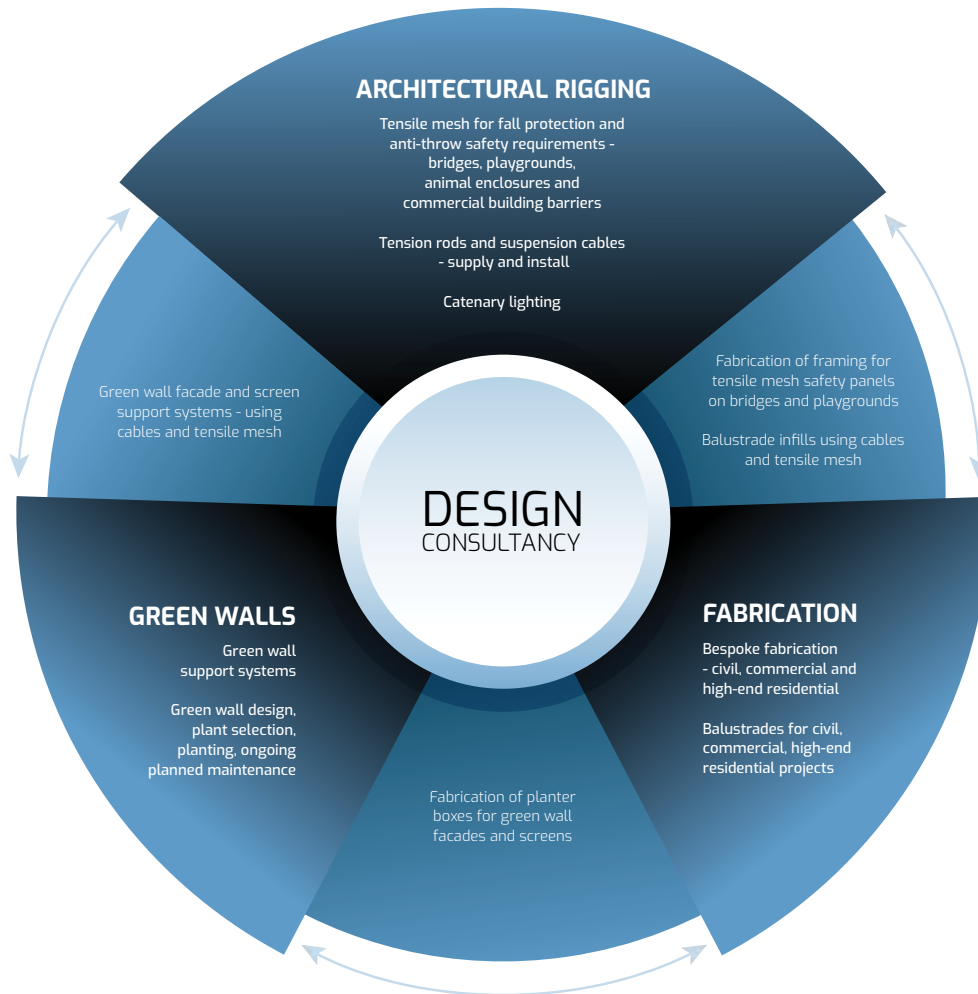 ARCHITECTURAL RIGGING
Tensile mesh for fall protection and
anti-throw safety requirements -
bridges, playgrounds,
animal enclosures and
commercial building barriers
Tension rods and suspension cables
- supply and install
Catenary lighting
Green wall facade and screen
support systems - using
cables and tensile mesh
Fabrication of framing for
tensile mesh safety panels
on bridges and playgrounds
Balustrade infills using cables
and tensile mesh
DESIGN
CONSULTANCY
GREEN WALLS
Green wall
support systems
Green wall design,
plant selection,
planting, ongoing
planned maintenance
FABRICATION
Bespoke fabrication
- civil, commercial and
high-end residential
Balustrades for civil,
commercial, high-end
residential projects
Fabrication of planter
boxes for green wall
facades and screens